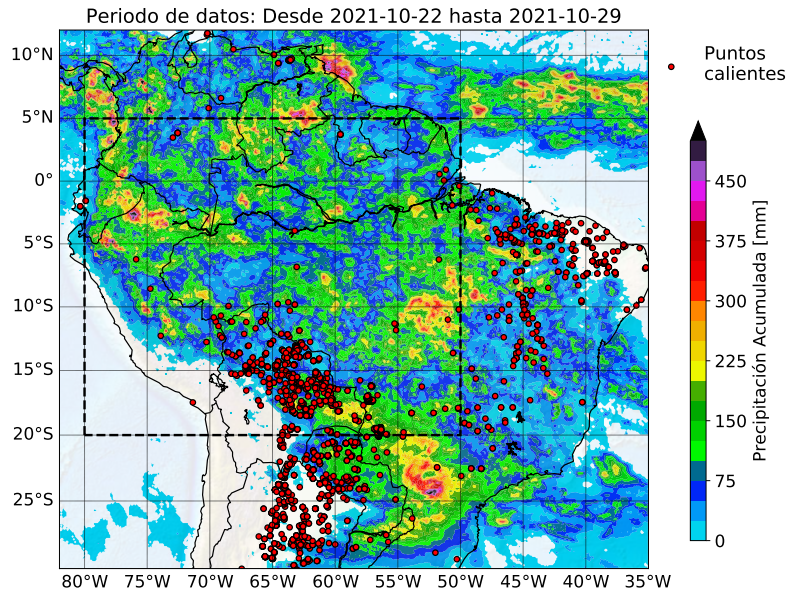 Periodo de datos: Desde 2021-10-22 hasta 2021-10-29
10°N
5°N
0°
5°S
10°S
15°S
20°S
25°S
80°W 75°W 70°W 65°W 60°W 55°W 50°W 45°W 40°W 35°W
Puntos
calientes
450
375
300
225
150
75
0
Precipitación Acumulada [mm]